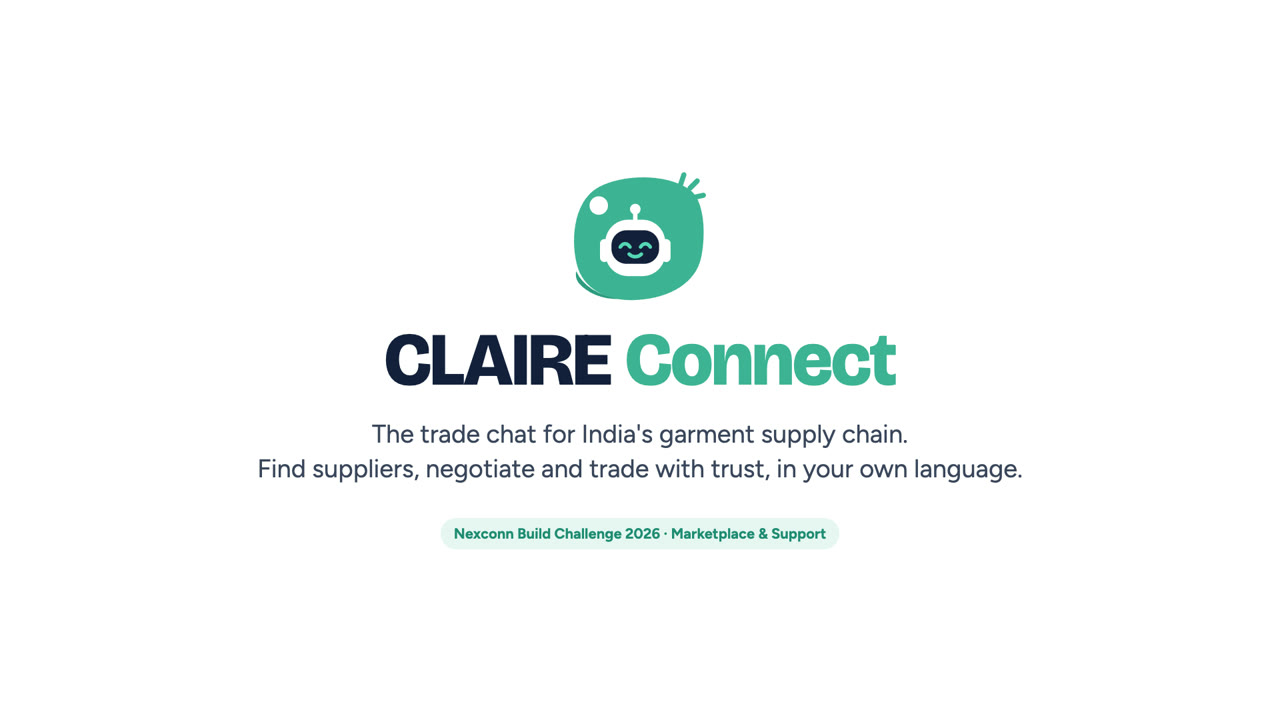 CLAIRE Connect
The trade chat for India's garment supply chain.
Find suppliers, negotiate and trade with trust, in your own language.
Nexconn Build Challenge 2026 · Marketplace & Support